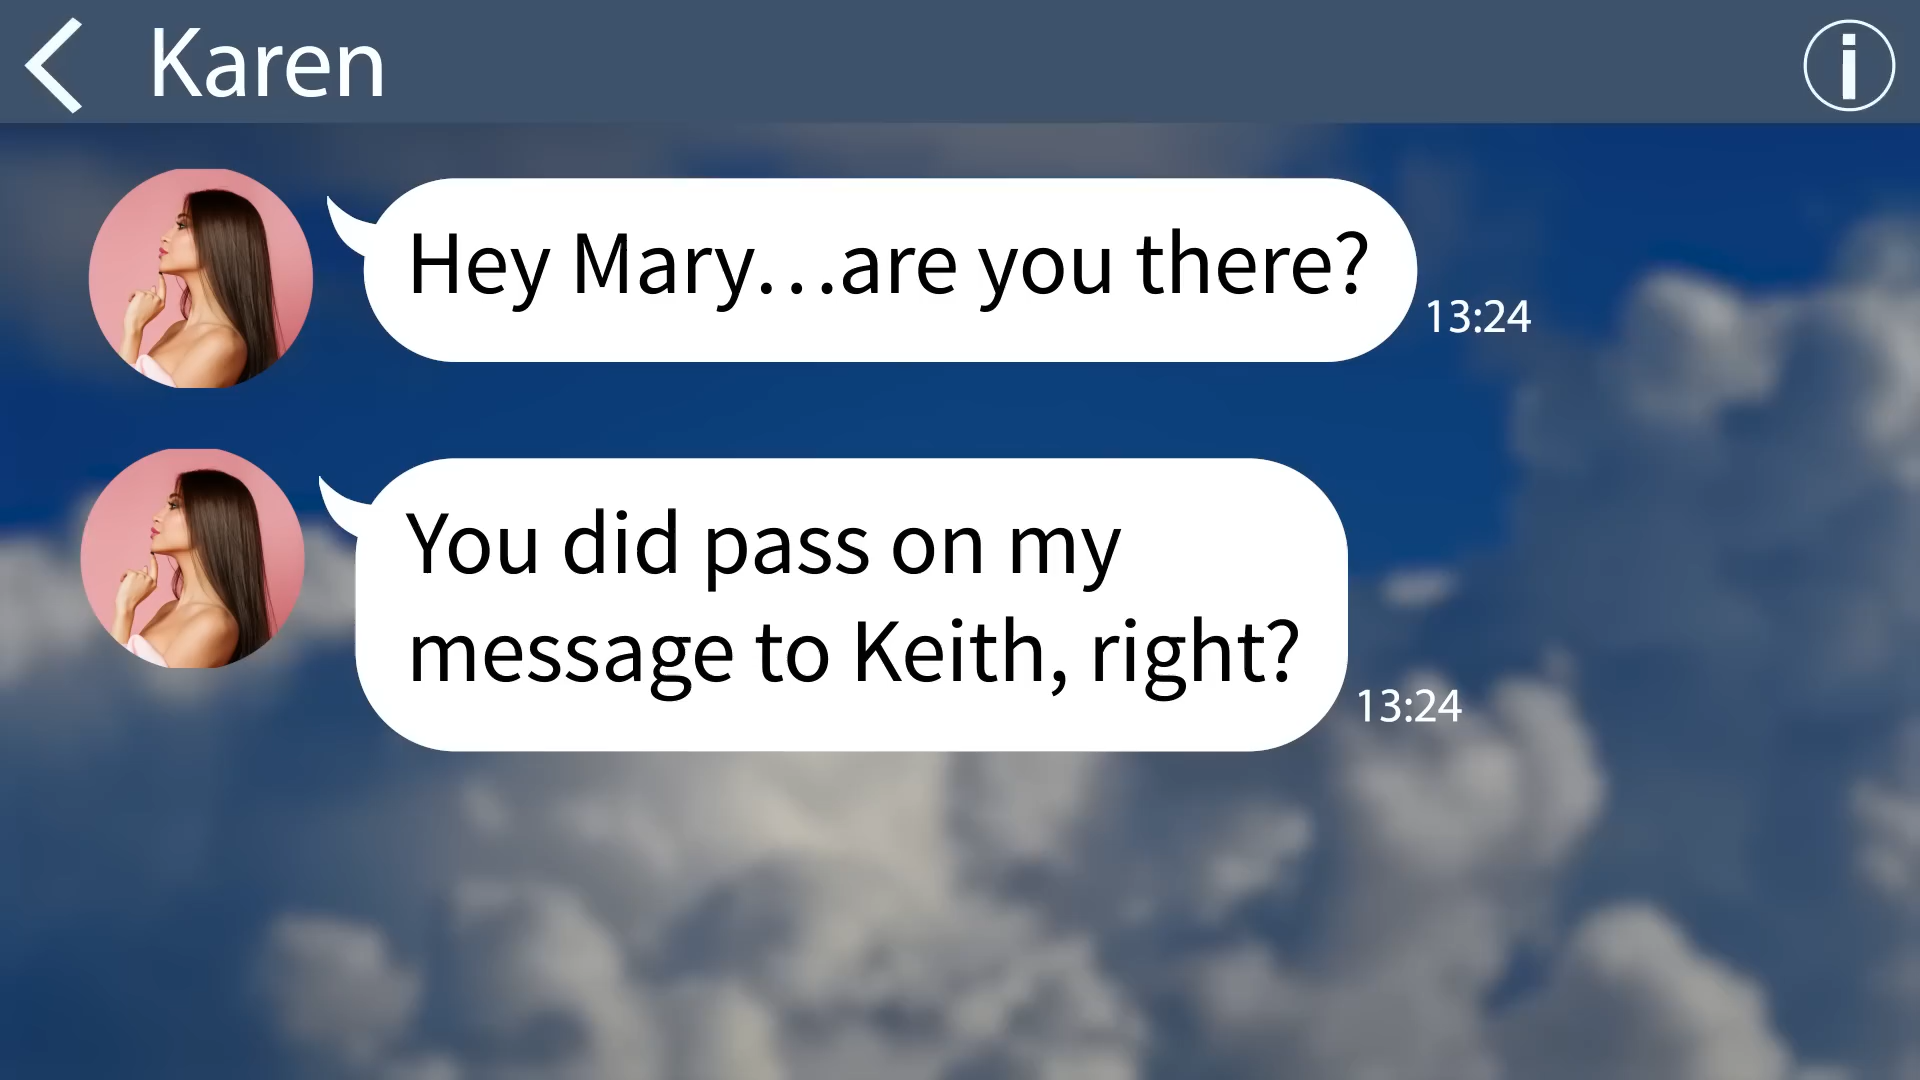 Karen
Hey Mary…are you there?
13:24
You did pass on my
message to Keith, right?
13:24